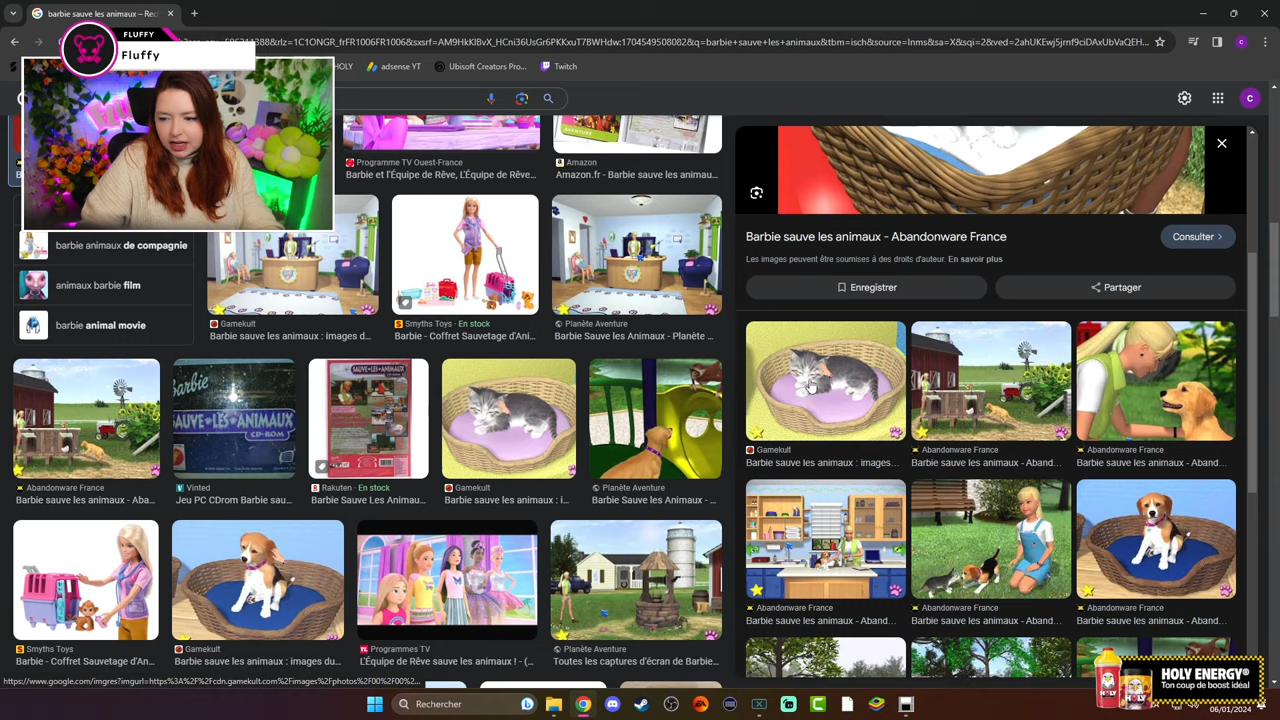 barbie sauve les animaux – Rec
FLUFFY
Fluffy
HOLY
adsense YT
Ubisoft Creators Pro...
Twitch
Programme TV Ouest-France
Barbie et l'Équipe de Rêve, L'Équipe de Rêve...
Amazon
Amazon.fr - Barbie sauve les animau...
barbie animaux de compagnie
animaux barbie film
barbie animal movie
Gamekult
Barbie sauve les animaux : images d...
Smyths Toys · En stock
Barbie - Coffret Sauvetage d'Ani...
Planète Aventure
Barbie Sauve Les Animaux - Planète ...
Barbie
SAUVE-LES-ANIMAUX
CD-ROM
SAUVE-LES-ANIMAUX
Abandonware France
Barbie sauve les animaux - Aba...
Vinted
Jeu PC CDrom Barbie sau...
Rakuten · En stock
Barbie Sauve Les Animau...
Gamekult
Barbie sauve les animaux : i...
Planète Aventure
Barbie Sauve Les Animaux - ...
Smyths Toys
Barbie - Coffret Sauvetage d'An...
Gamekult
Barbie sauve les animaux : images du...
Programmes TV
L'Équipe de Rêve sauve les animaux ! - (...
Planète Aventure
Toutes les captures d'écran de Barbie...
Barbie sauve les animaux - Abandonware France
Consulter
Les images peuvent être soumises à des droits d'auteur. En savoir plus
Enregistrer
Partager
Gamekult
Barbie sauve les animaux : images...
Abandonware France
Barbie sauve les animaux - Aband...
Abandonware France
Barbie sauve les animaux - Aband...
Abandonware France
Barbie sauve les animaux - Aband...
Abandonware France
Barbie sauve les animaux - Aband...
Abandonware France
Barbie sauve les animaux - Aband...
HOLY ENERGY®
Ton coup de boost idéal
Rechercher
06/01/2024